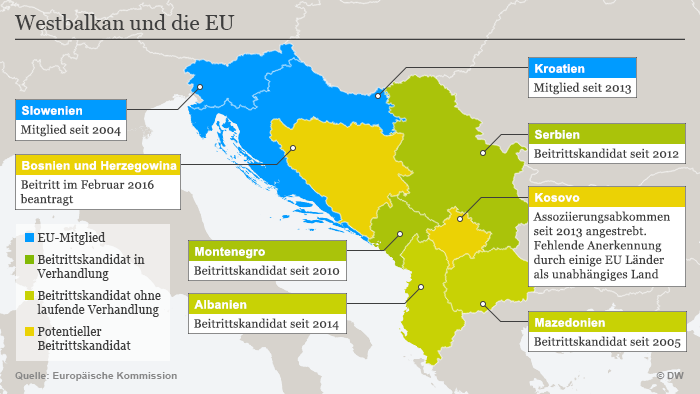 Westbalkan und die EU
Kroatien
Mitglied seit 2013
Slowenien
Mitglied seit 2004
Serbien
Beitrittskandidat seit 2012
Bosnien und Herzegowina
Beitritt im Februar 2016
beantragt
Kosovo
Assoziierungsabkommen
seit 2013 angestrebt.
Fehlende Anerkennung
durch einige EU Länder
als unabhängiges Land
EU-Mitglied
Beitrittskandidat in
Verhandlung
Beitrittskandidat ohne
laufende Verhandlung
Potentieller
Beitrittskandidat
Montenegro
Beitrittskandidat seit 2010
Albanien
Beitrittskandidat seit 2014
Mazedonien
Beitrittskandidat seit 2005
Quelle: Europäische Kommission
© DW